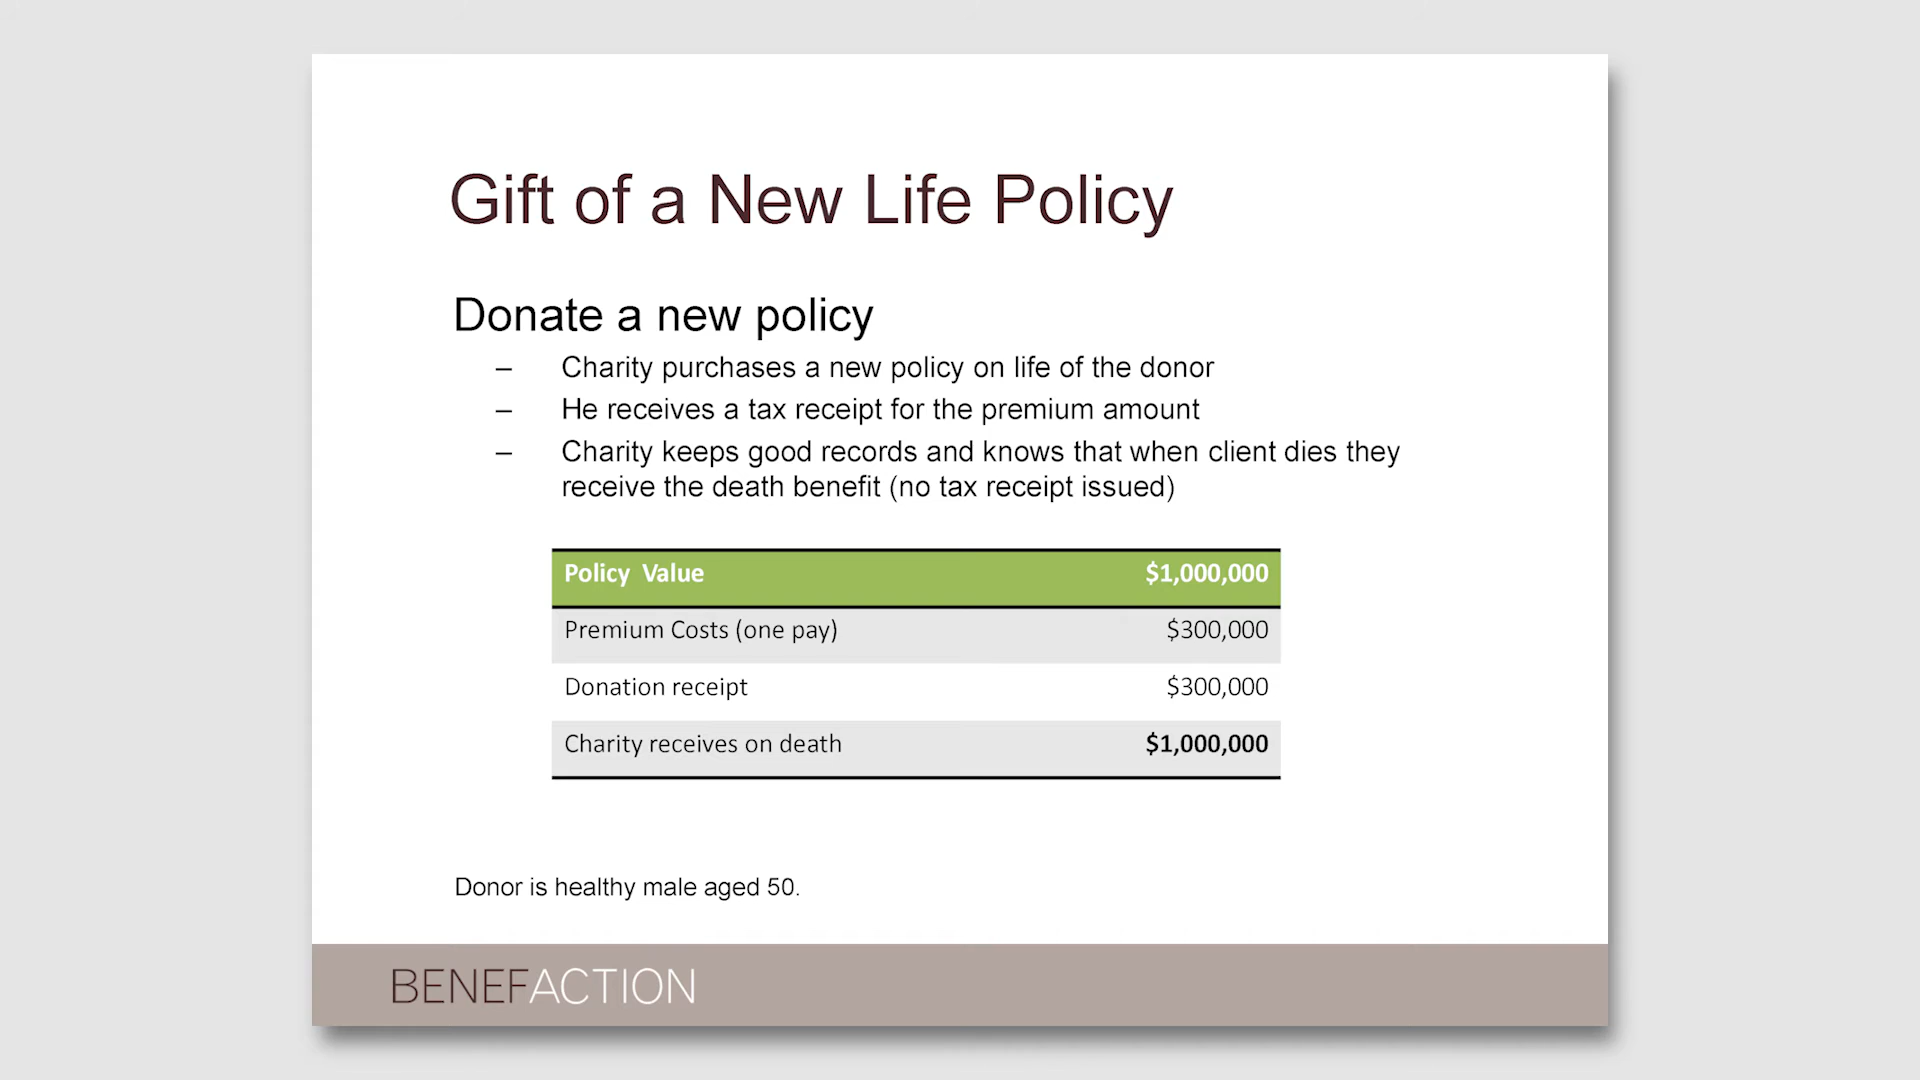 Gift of a New Life Policy
Donate a new policy
– Charity purchases a new policy on life of the donor
– He receives a tax receipt for the premium amount
– Charity keeps good records and knows that when client dies they
receive the death benefit (no tax receipt issued)
Policy Value $1,000,000
Premium Costs (one pay) $300,000
Donation receipt $300,000
Charity receives on death $1,000,000
Donor is healthy male aged 50.
BENEFACTION